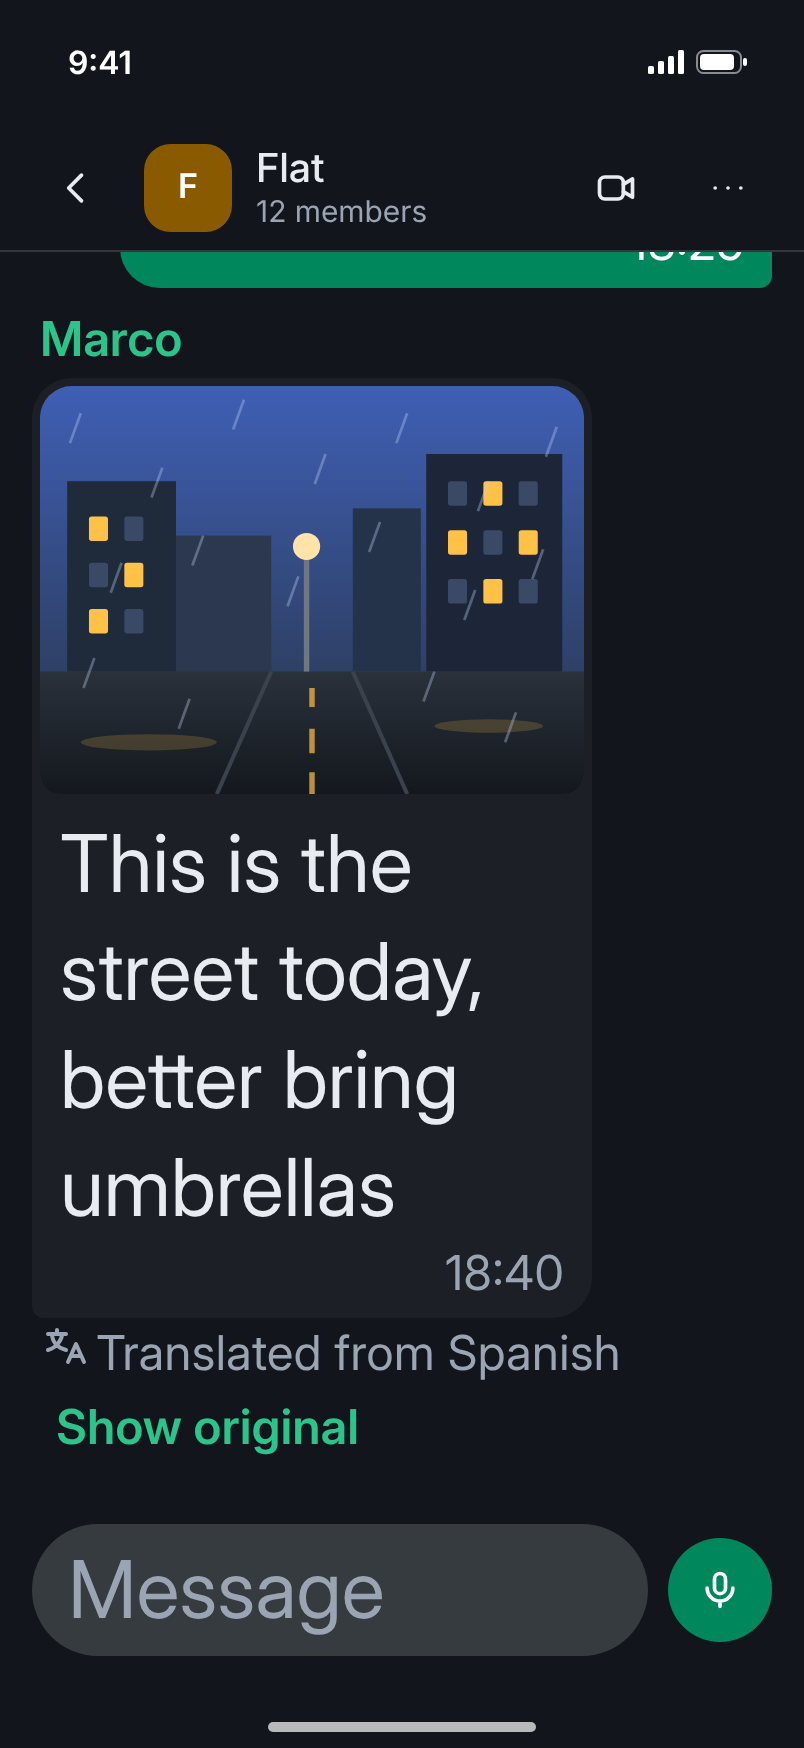 9:41
F
Flat
12 members
Marco
This is the
street today,
better bring
umbrellas
18:40
Translated from Spanish
Show original
Message